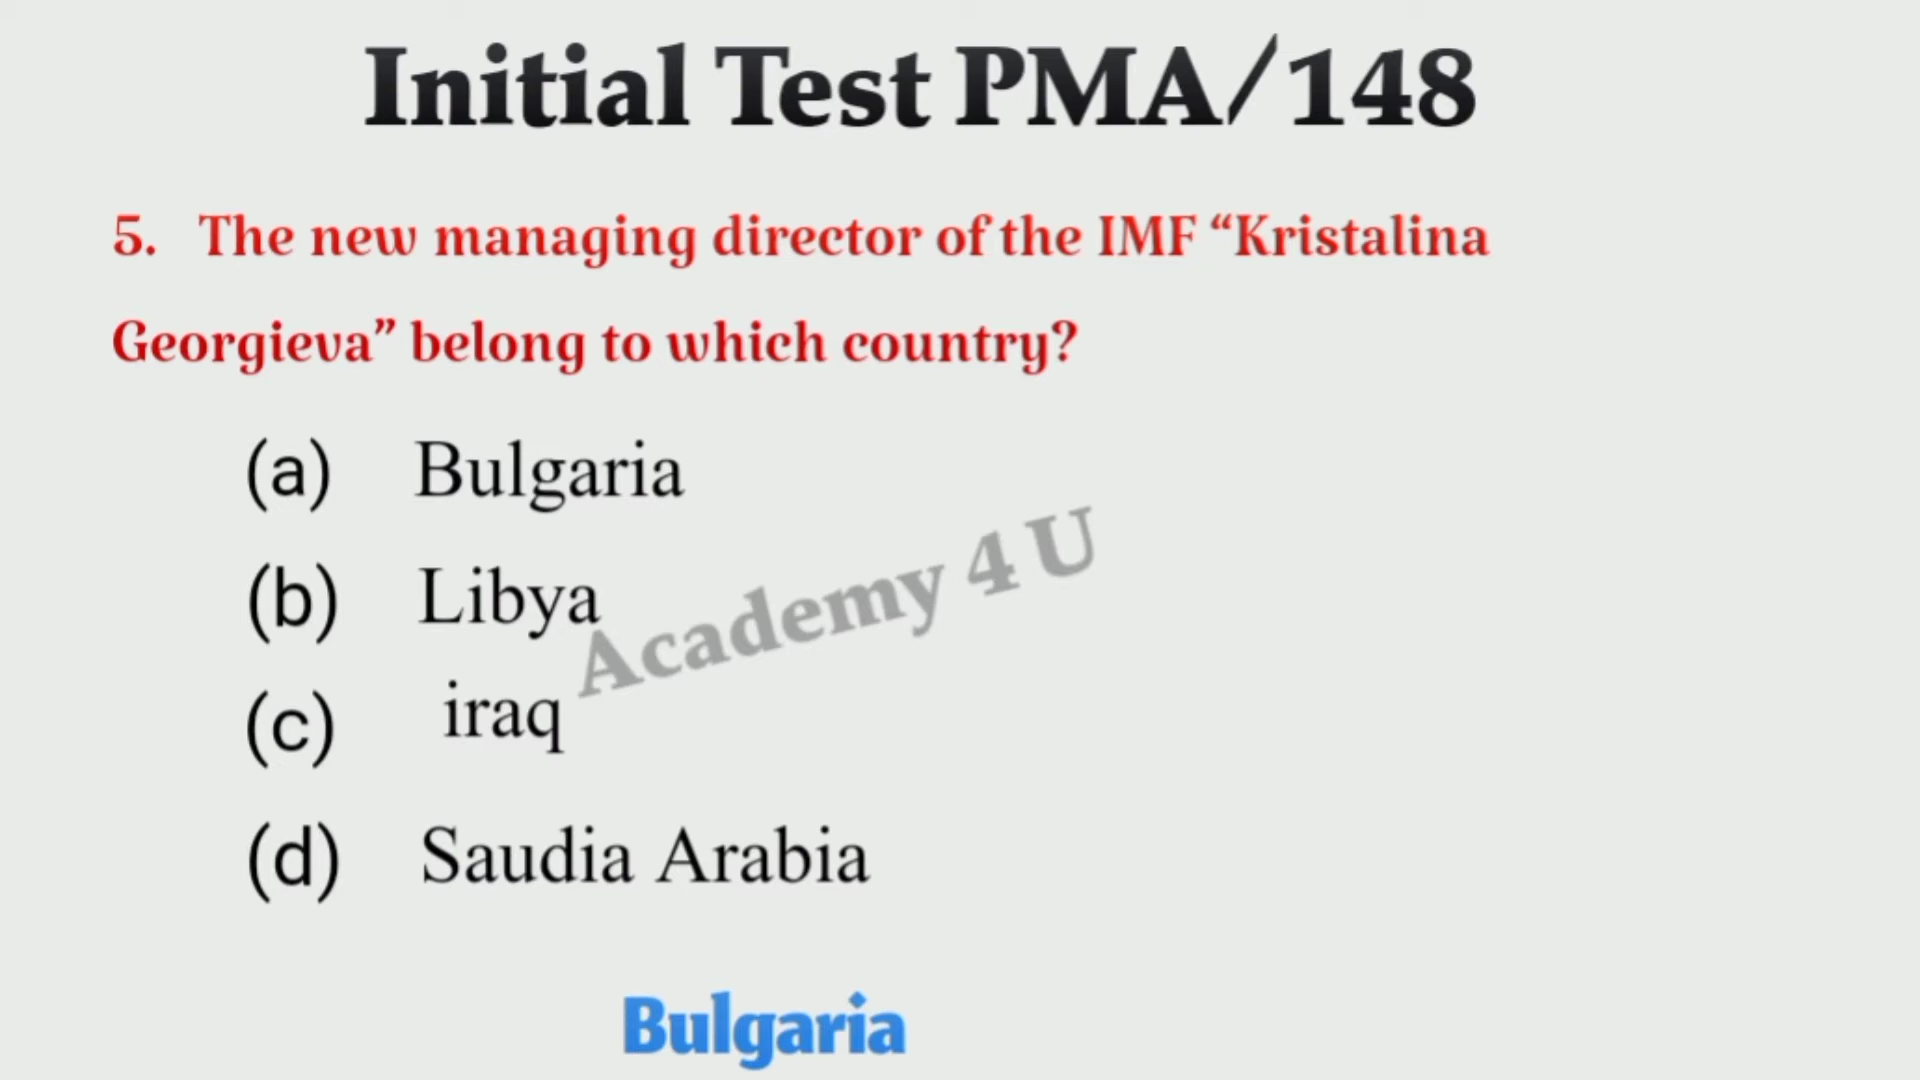 Initial Test PMA/148
5. The new managing director of the IMF “Kristalina
Georgieva” belong to which country?
(a) Bulgaria
(b) Libya
(c) iraq
(d) Saudia Arabia
Academy 4 U
Bulgaria